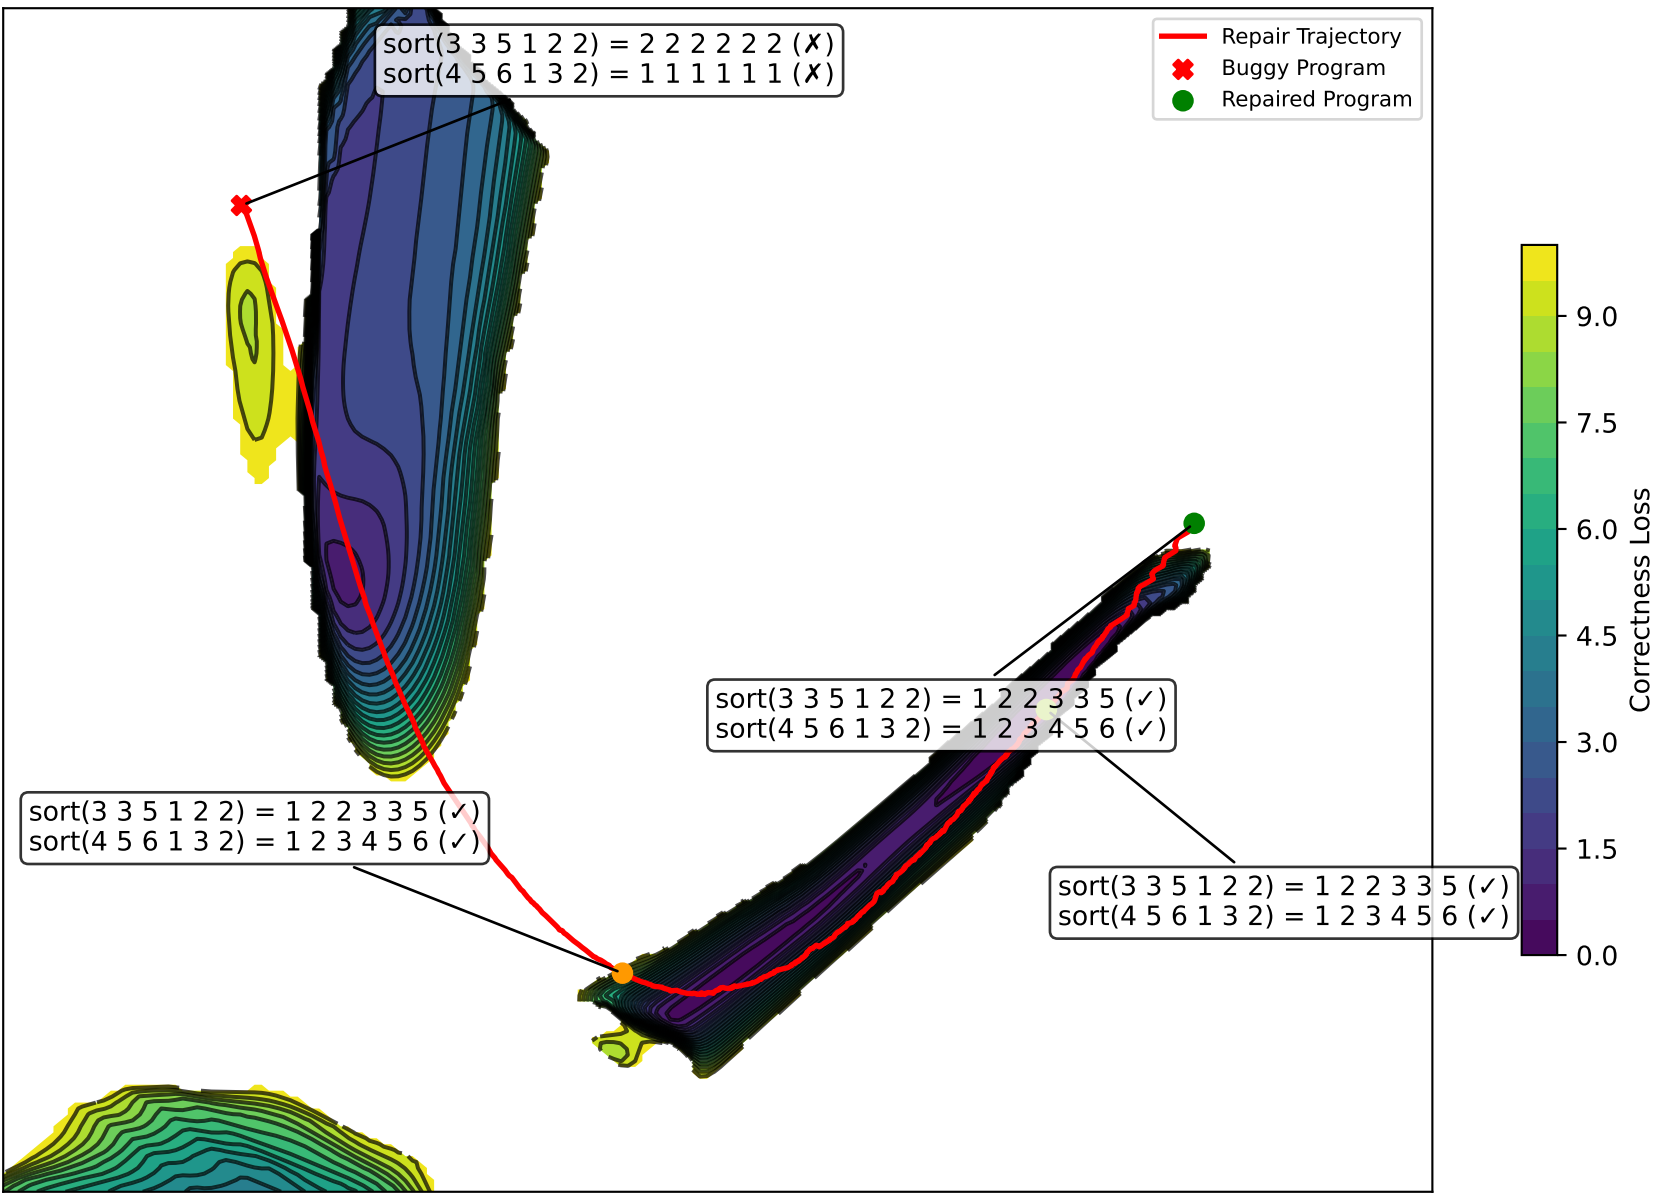 sort(3 3 5 1 2 2) = 2 2 2 2 2 2 (✗)
sort(4 5 6 1 3 2) = 1 1 1 1 1 1 (✗)
Repair Trajectory
Buggy Program
Repaired Program
sort(3 3 5 1 2 2) = 1 2 2 3 3 5 (✓)
sort(4 5 6 1 3 2) = 1 2 3 4 5 6 (✓)
sort(3 3 5 1 2 2) = 1 2 2 3 3 5 (✓)
sort(4 5 6 1 3 2) = 1 2 3 4 5 6 (✓)
sort(3 3 5 1 2 2) = 1 2 2 3 3 5 (✓)
sort(4 5 6 1 3 2) = 1 2 3 4 5 6 (✓)
9.0
7.5
6.0
4.5
3.0
1.5
0.0
Correctness Loss